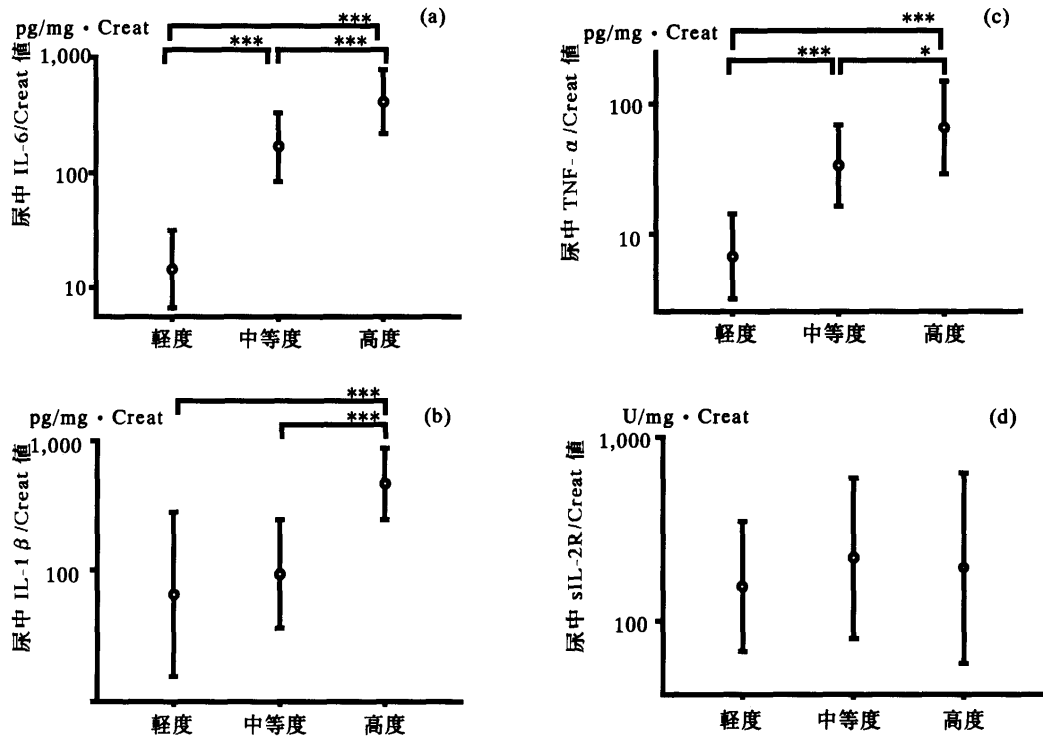 (a)
pg/mg・Creat
***
***
***
1,000
100
10
尿中 IL-6/Creat 値
軽度
中等度
高度
(c)
pg/mg・Creat
***
***
*
100
10
尿中 TNF-α/Creat 値
軽度
中等度
高度
(b)
pg/mg・Creat
***
***
1,000
100
尿中 IL-1β/Creat 値
軽度
中等度
高度
(d)
U/mg・Creat
1,000
100
尿中 sIL-2R/Creat 値
軽度
中等度
高度